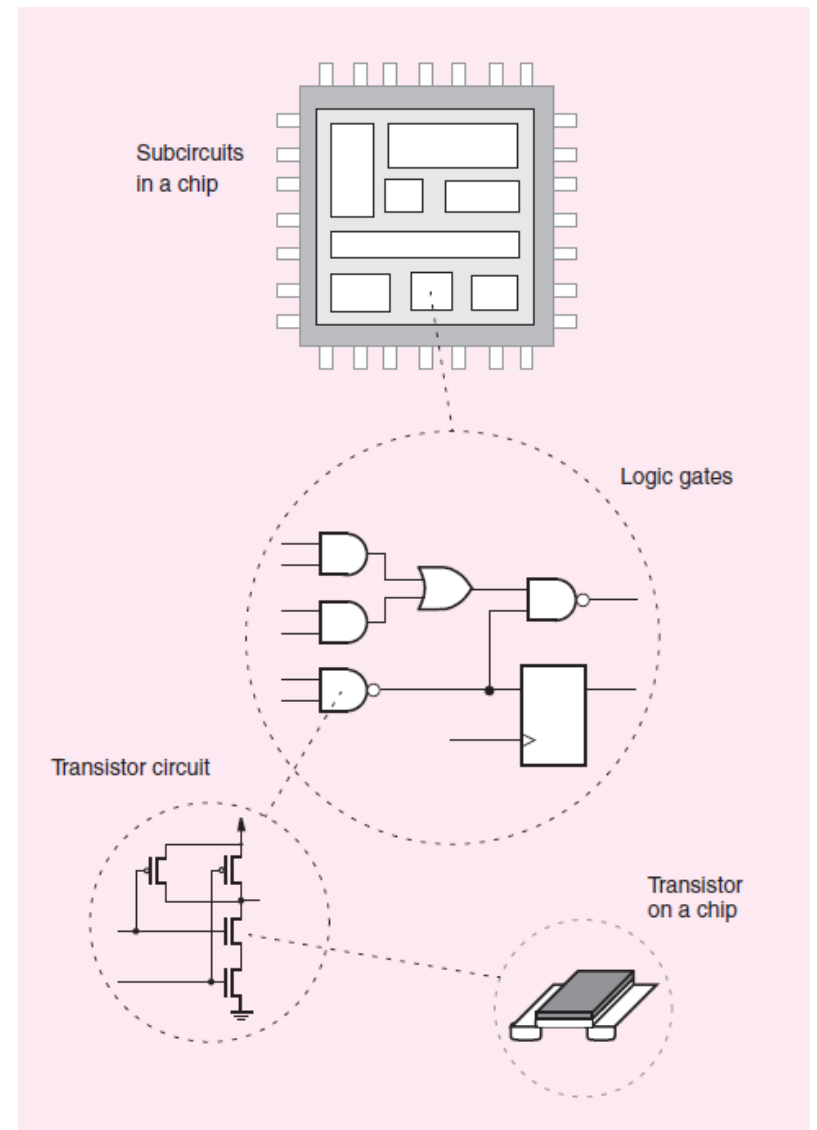 Subcircuits
in a chip
Logic gates
Transistor circuit
Transistor
on a chip